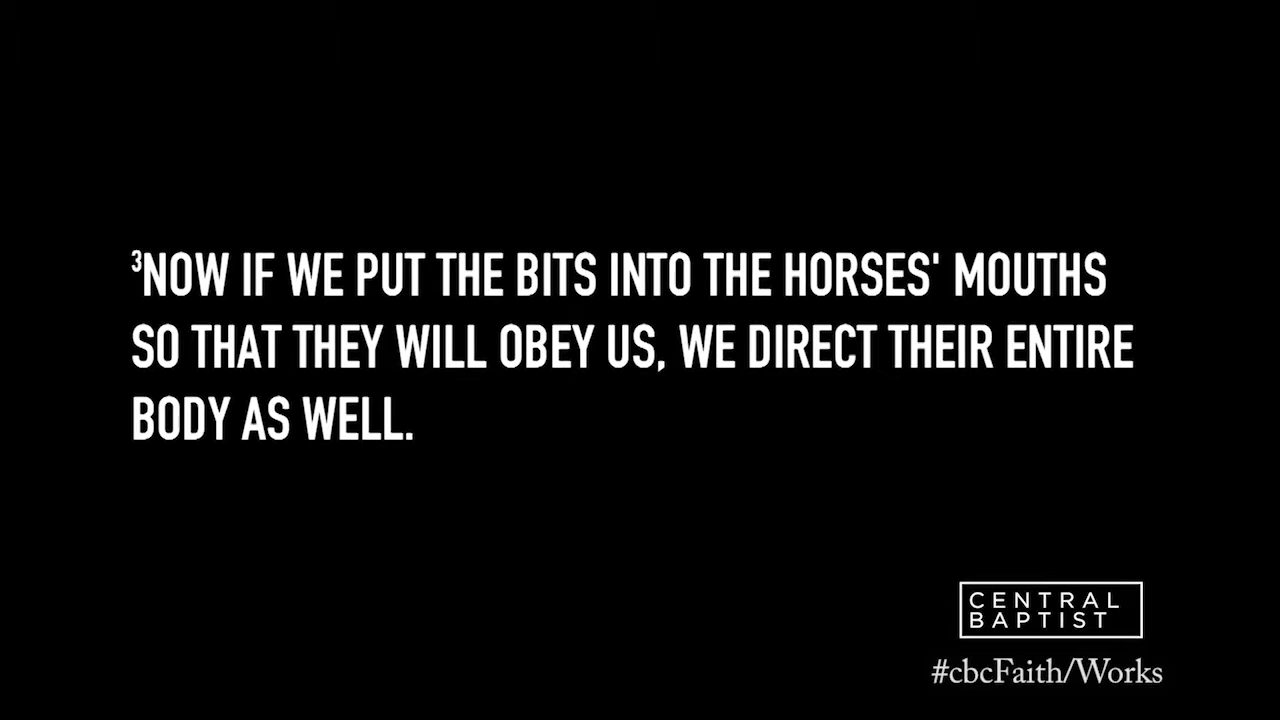 ³NOW IF WE PUT THE BITS INTO THE HORSES' MOUTHS
SO THAT THEY WILL OBEY US, WE DIRECT THEIR ENTIRE
BODY AS WELL.
CENTRAL
BAPTIST
#cbcFaith/Works